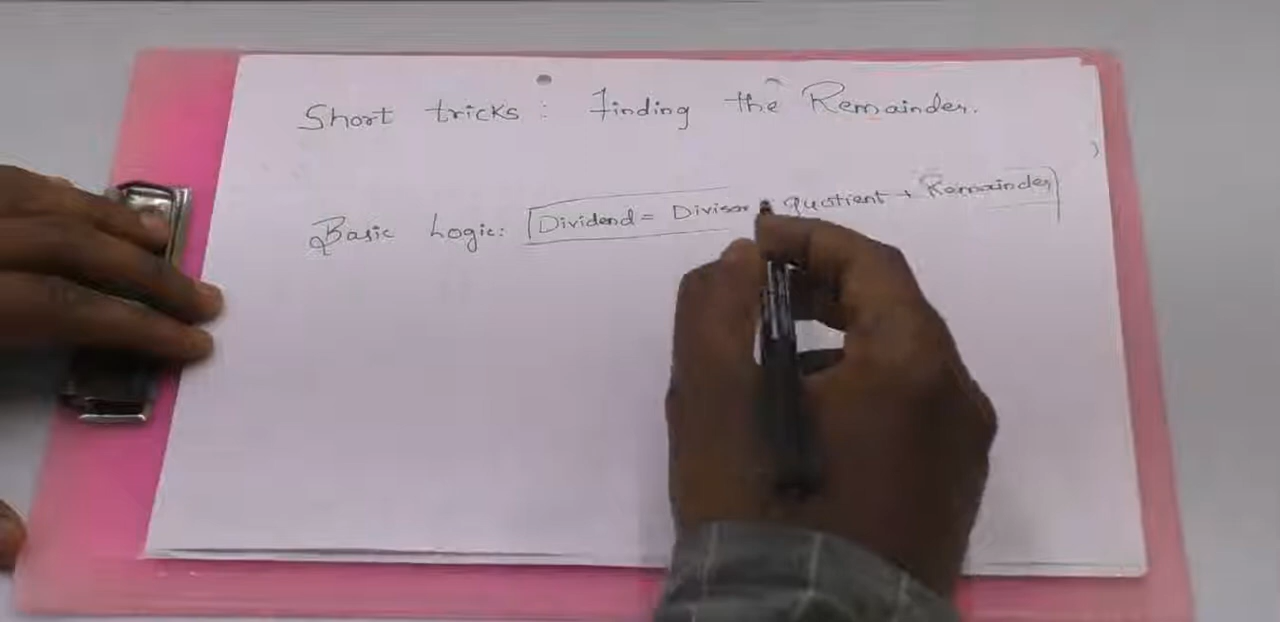 Short tricks : Finding the Remainder.
Basic Logic: Dividend = Divisor * Quotient + Remainder